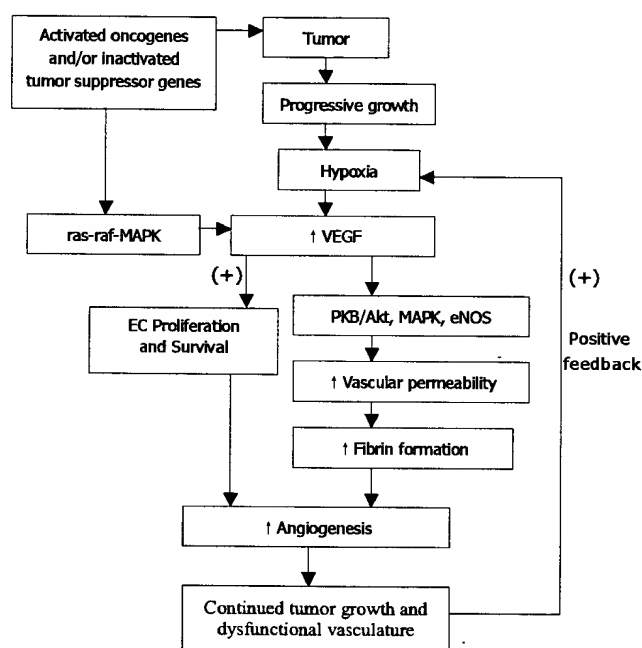 Activated oncogenes
and/or inactivated
tumor suppressor genes
Tumor
Progressive growth
Hypoxia
ras-raf-MAPK
↑ VEGF
(+)
(+)
EC Proliferation
and Survival
PKB/Akt, MAPK, eNOS
Positive
feedback
↑ Vascular permeability
↑ Fibrin formation
↑ Angiogenesis
Continued tumor growth and
dysfunctional vasculature